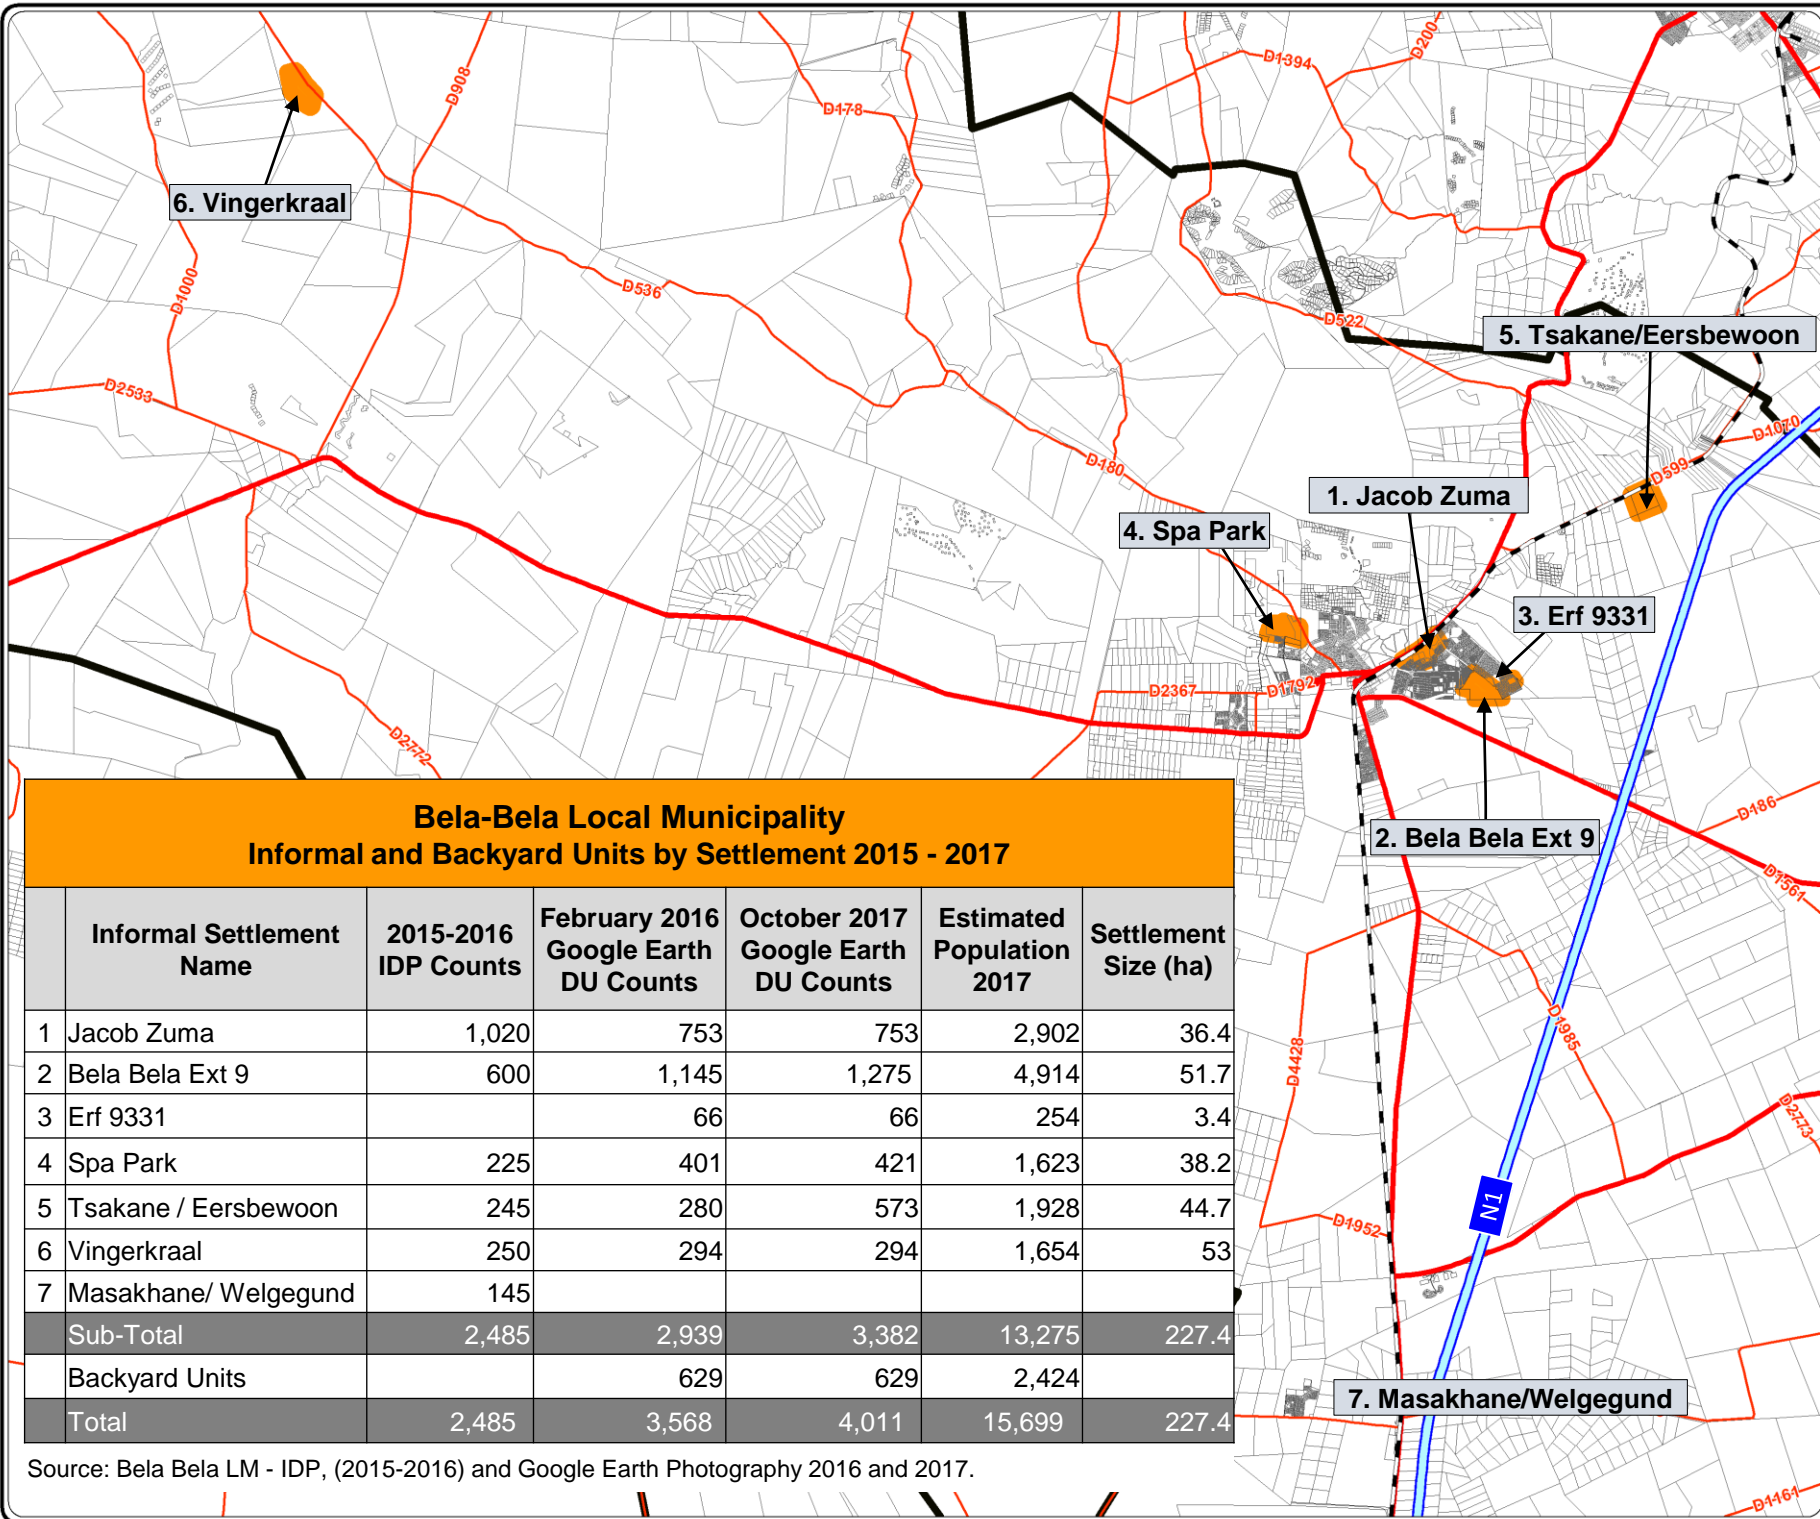 D908
D178
D1394
D200
6. Vingerkraal
D1000
D536
D522
5. Tsakane/Eersbewoon
D2533
D1070
D180
D599
1. Jacob Zuma
4. Spa Park
3. Erf 9331
D2367
D1792
D2772
D186
2. Bela Bela Ext 9
D1561
Bela-Bela Local Municipality
Informal and Backyard Units by Settlement 2015 - 2017
Informal Settlement Name 2015-2016 IDP Counts February 2016 Google Earth DU Counts October 2017 Google Earth DU Counts Estimated Population 2017 Settlement Size (ha)
1 Jacob Zuma 1,020 753 753 2,902 36.4
2 Bela Bela Ext 9 600 1,145 1,275 4,914 51.7
3 Erf 9331 66 66 254 3.4
4 Spa Park 225 401 421 1,623 38.2
5 Tsakane / Eersbewoon 245 280 573 1,928 44.7
6 Vingerkraal 250 294 294 1,654 53
7 Masakhane/ Welgegund 145
Sub-Total 2,485 2,939 3,382 13,275 227.4
Backyard Units 629 629 2,424
Total 2,485 3,568 4,011 15,699 227.4
D1985
D4428
D2773
N1
D1952
7. Masakhane/Welgegund
D1161
Source: Bela Bela LM - IDP, (2015-2016) and Google Earth Photography 2016 and 2017.